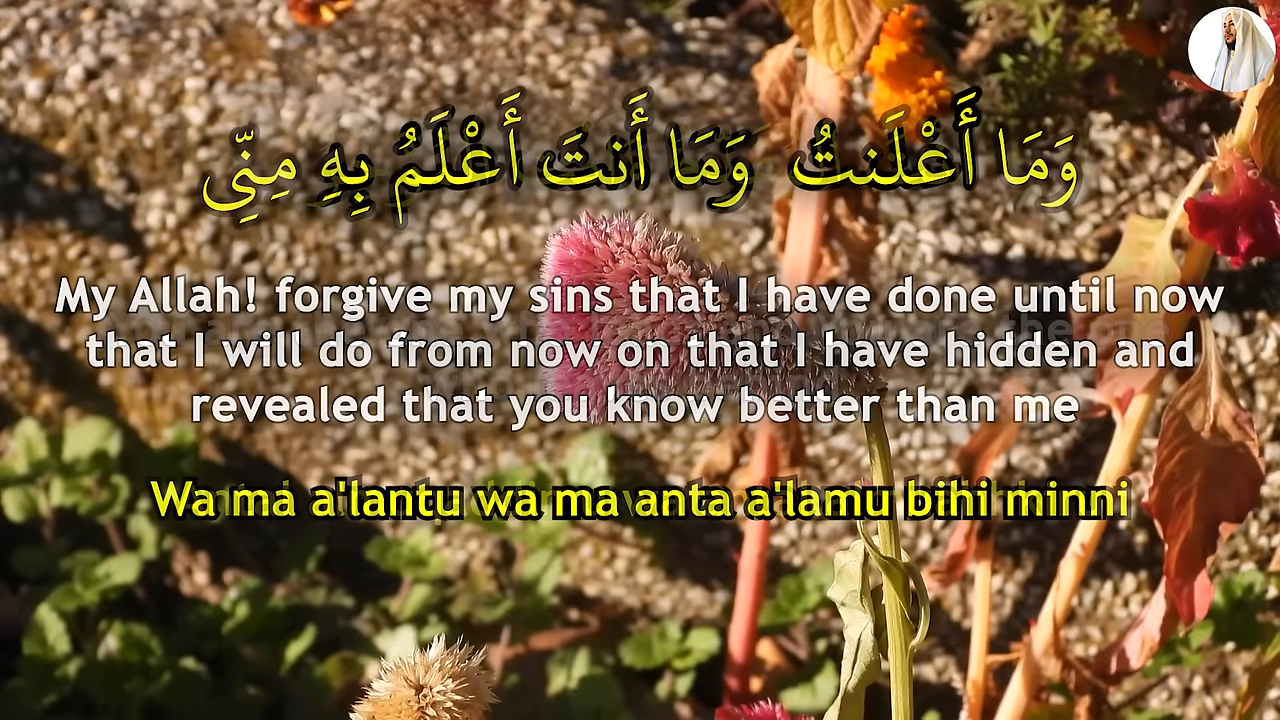 وَمَا أَعْلَنتُ وَمَا أَنتَ أَعْلَمُ بِهِ مِنِّي
My Allah! forgive my sins that I have done until now
that I will do from now on that I have hidden and
revealed that you know better than me
Wa ma a'lantu wa ma anta a'lamu bihi minni